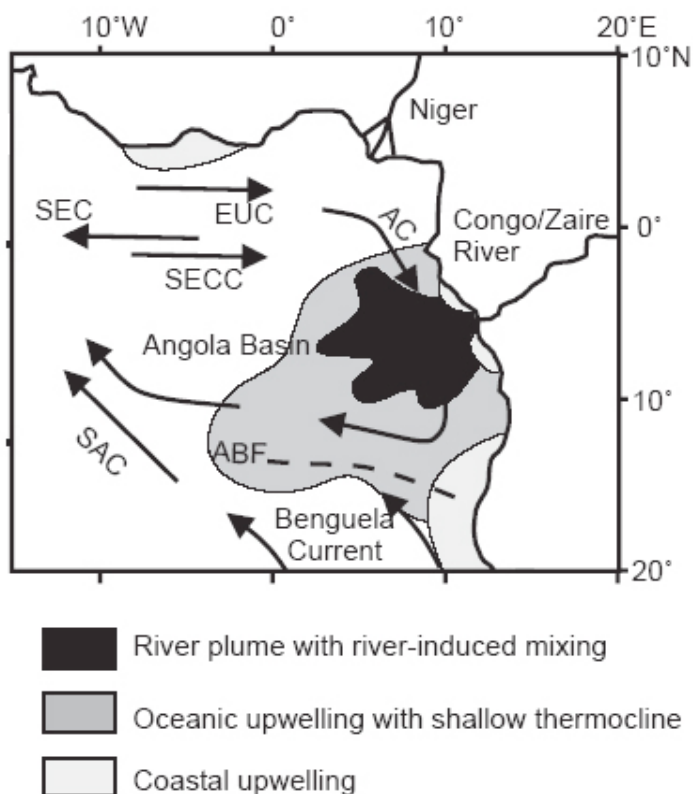 10°W 0° 10° 20°E
10°N
Niger
SEC
EUC
AC
Congo/Zaire
River
0°
SECC
Angola Basin
10°
SAC
ABF
Benguela
Current
20°
River plume with river-induced mixing
Oceanic upwelling with shallow thermocline
Coastal upwelling